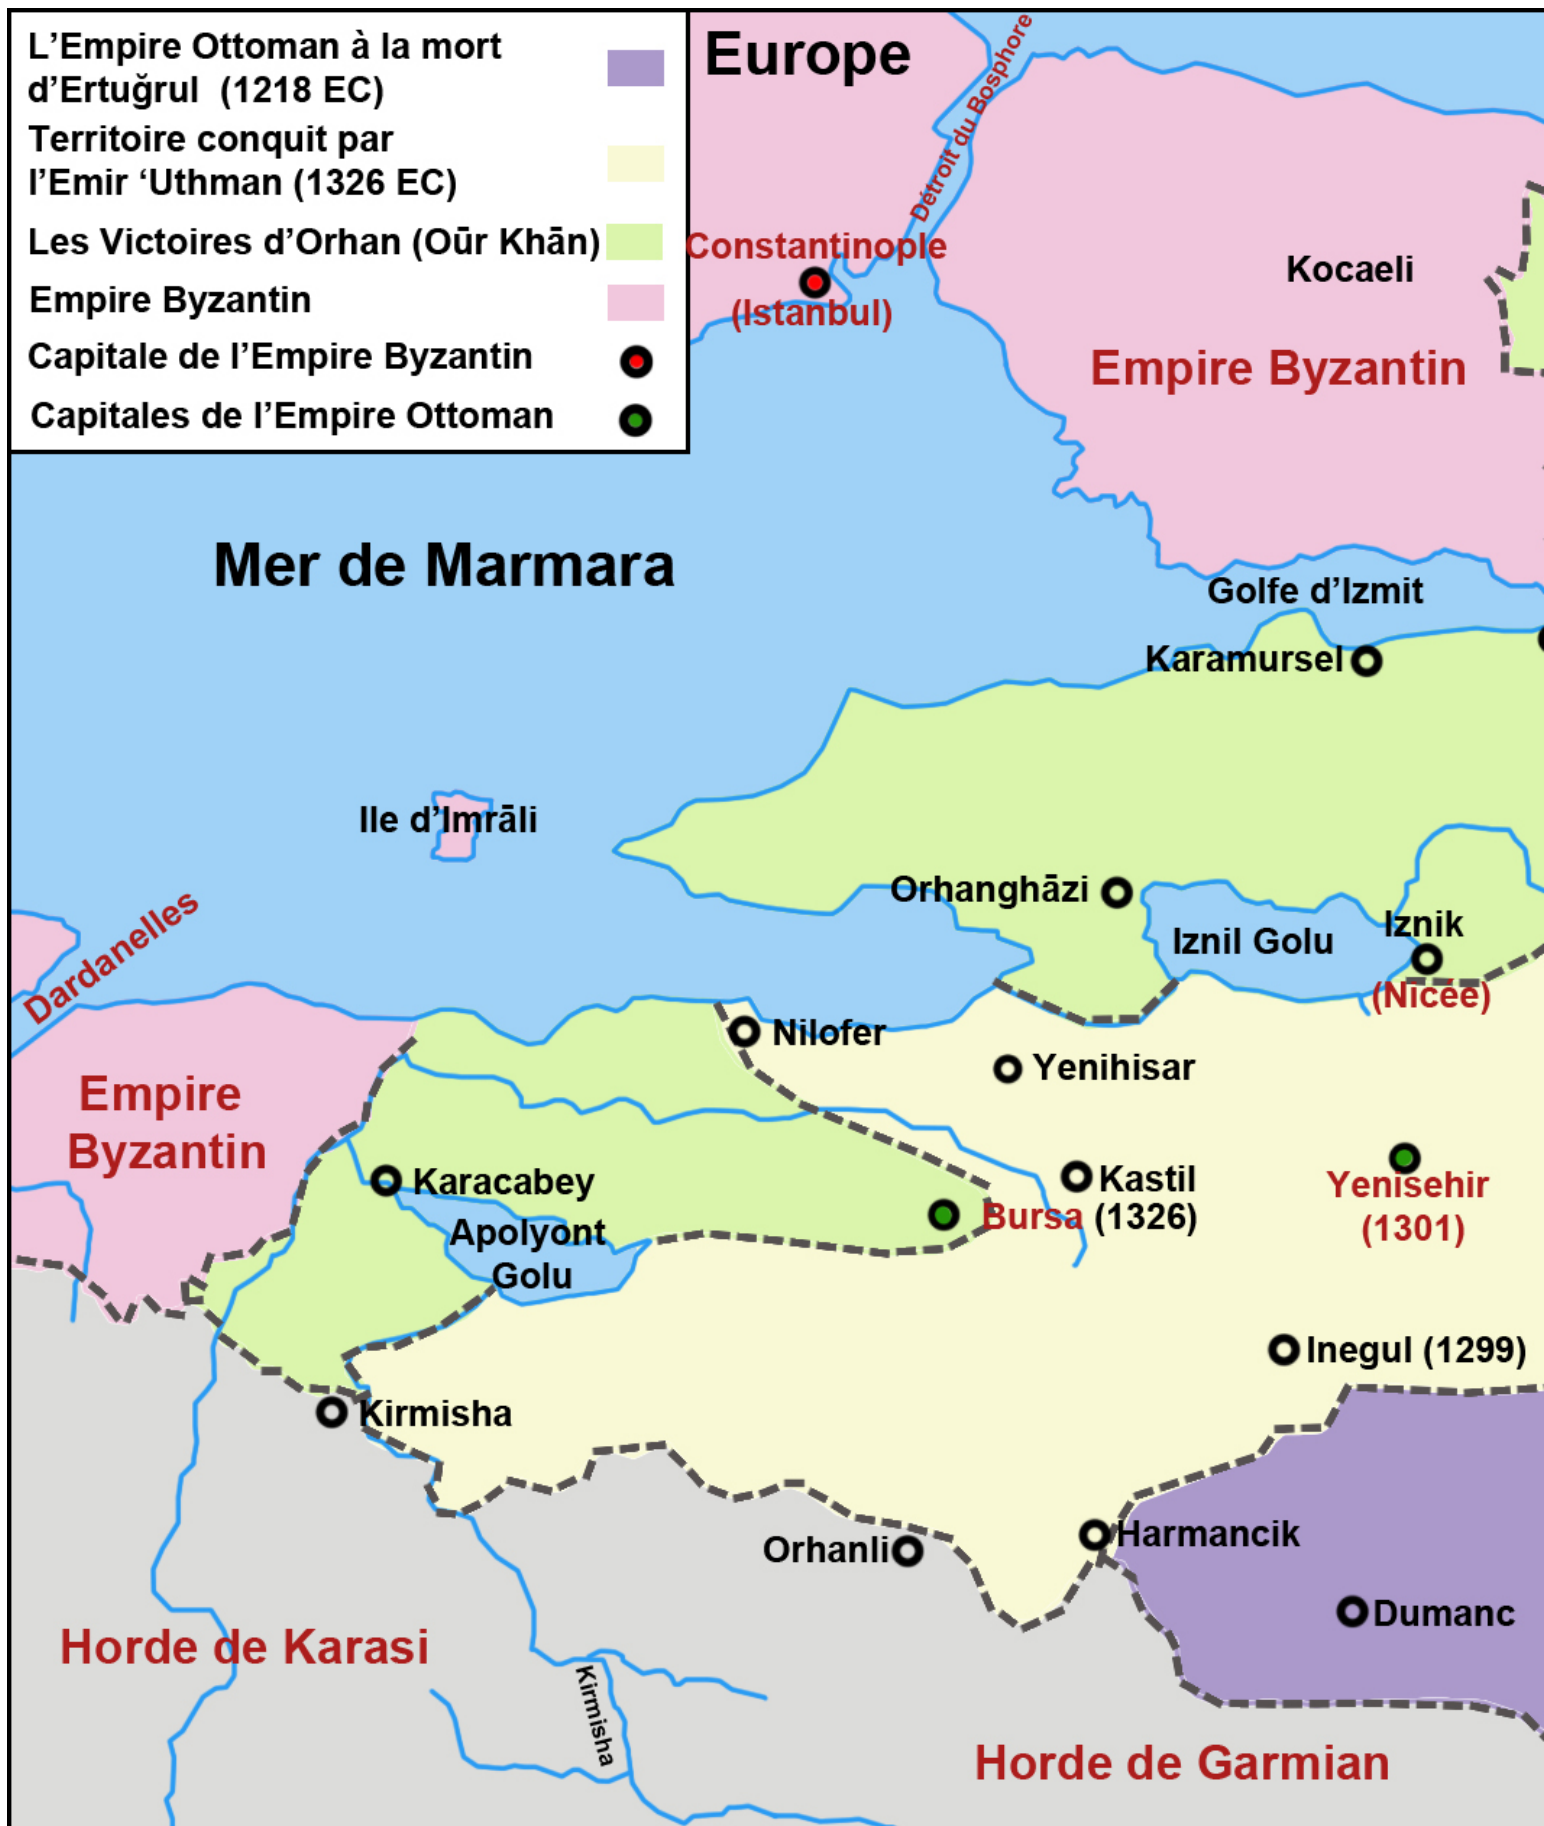 L’Empire Ottoman à la mort
d’Ertuğrul (1218 EC)
Territoire conquit par
l’Emir ‘Uthman (1326 EC)
Les Victoires d’Orhan (Oūr Khān)
Empire Byzantin
Capitale de l’Empire Byzantin
Capitales de l’Empire Ottoman
Europe
Détroit du Bosphore
Constantinople
(Istanbul)
Kocaeli
Empire Byzantin
Mer de Marmara
Golfe d’Izmit
Karamursel
Ile d’Imrāli
Orhanghāzi
Iznil Golu
Iznik
(Nicée)
Dardanelles
Nilofer
Yenihisar
Empire
Byzantin
Karacabey
Kastil
Yenisehir
(1301)
Bursa (1326)
Apolyont
Golu
Inegul (1299)
Kirmisha
Harmancik
Orhanli
Dumanc
Horde de Karasi
Kirmisha
Horde de Garmian